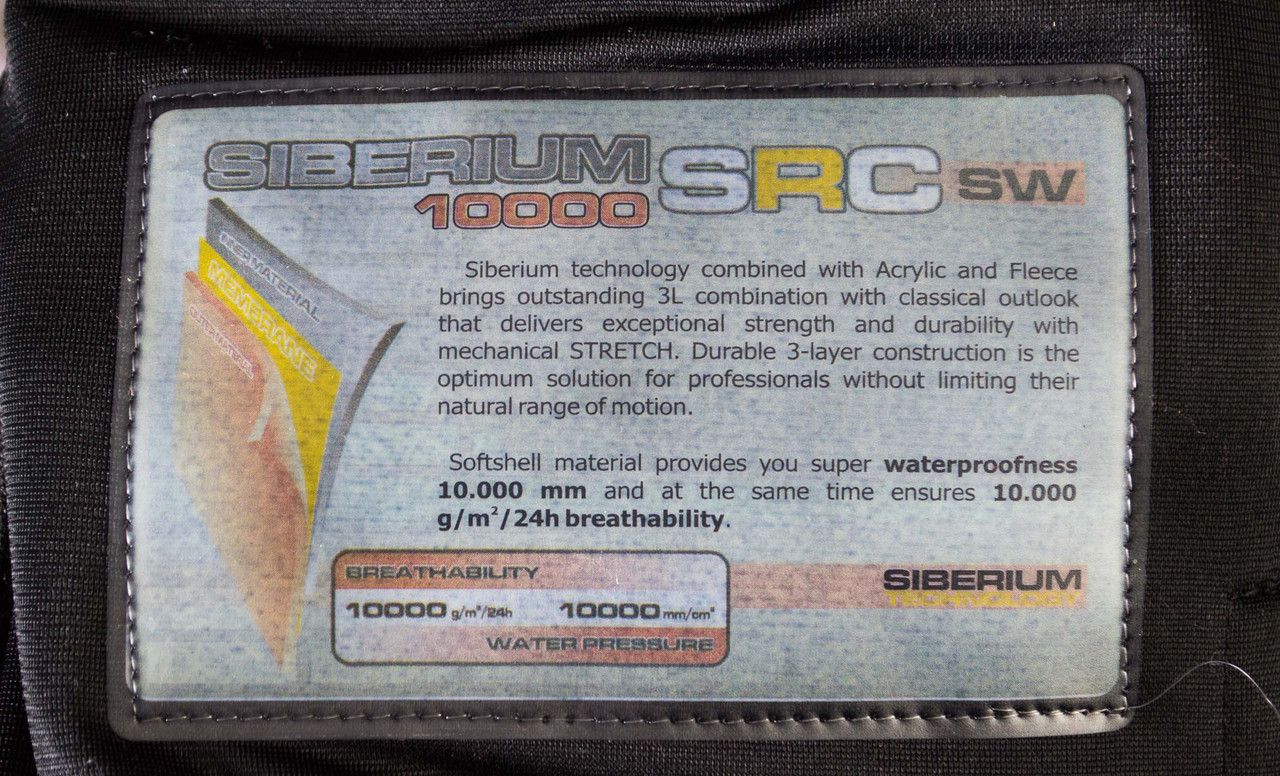 SIBERIUM
10000
SRC SW
INNER MATERIAL
MEMBRANE
OUTER MATERIAL
Siberium technology combined with Acrylic and Fleece
brings outstanding 3L combination with classical outlook
that delivers exceptional strength and durability with
mechanical STRETCH. Durable 3-layer construction is the
optimum solution for professionals without limiting their
natural range of motion.
Softshell material provides you super waterproofness
10.000 mm and at the same time ensures 10.000
g/m²/24h breathability.
BREATHABILITY
10000 g/m²/24h 10000 mm/cm²
WATER PRESSURE
SIBERIUM
TECHNOLOGY